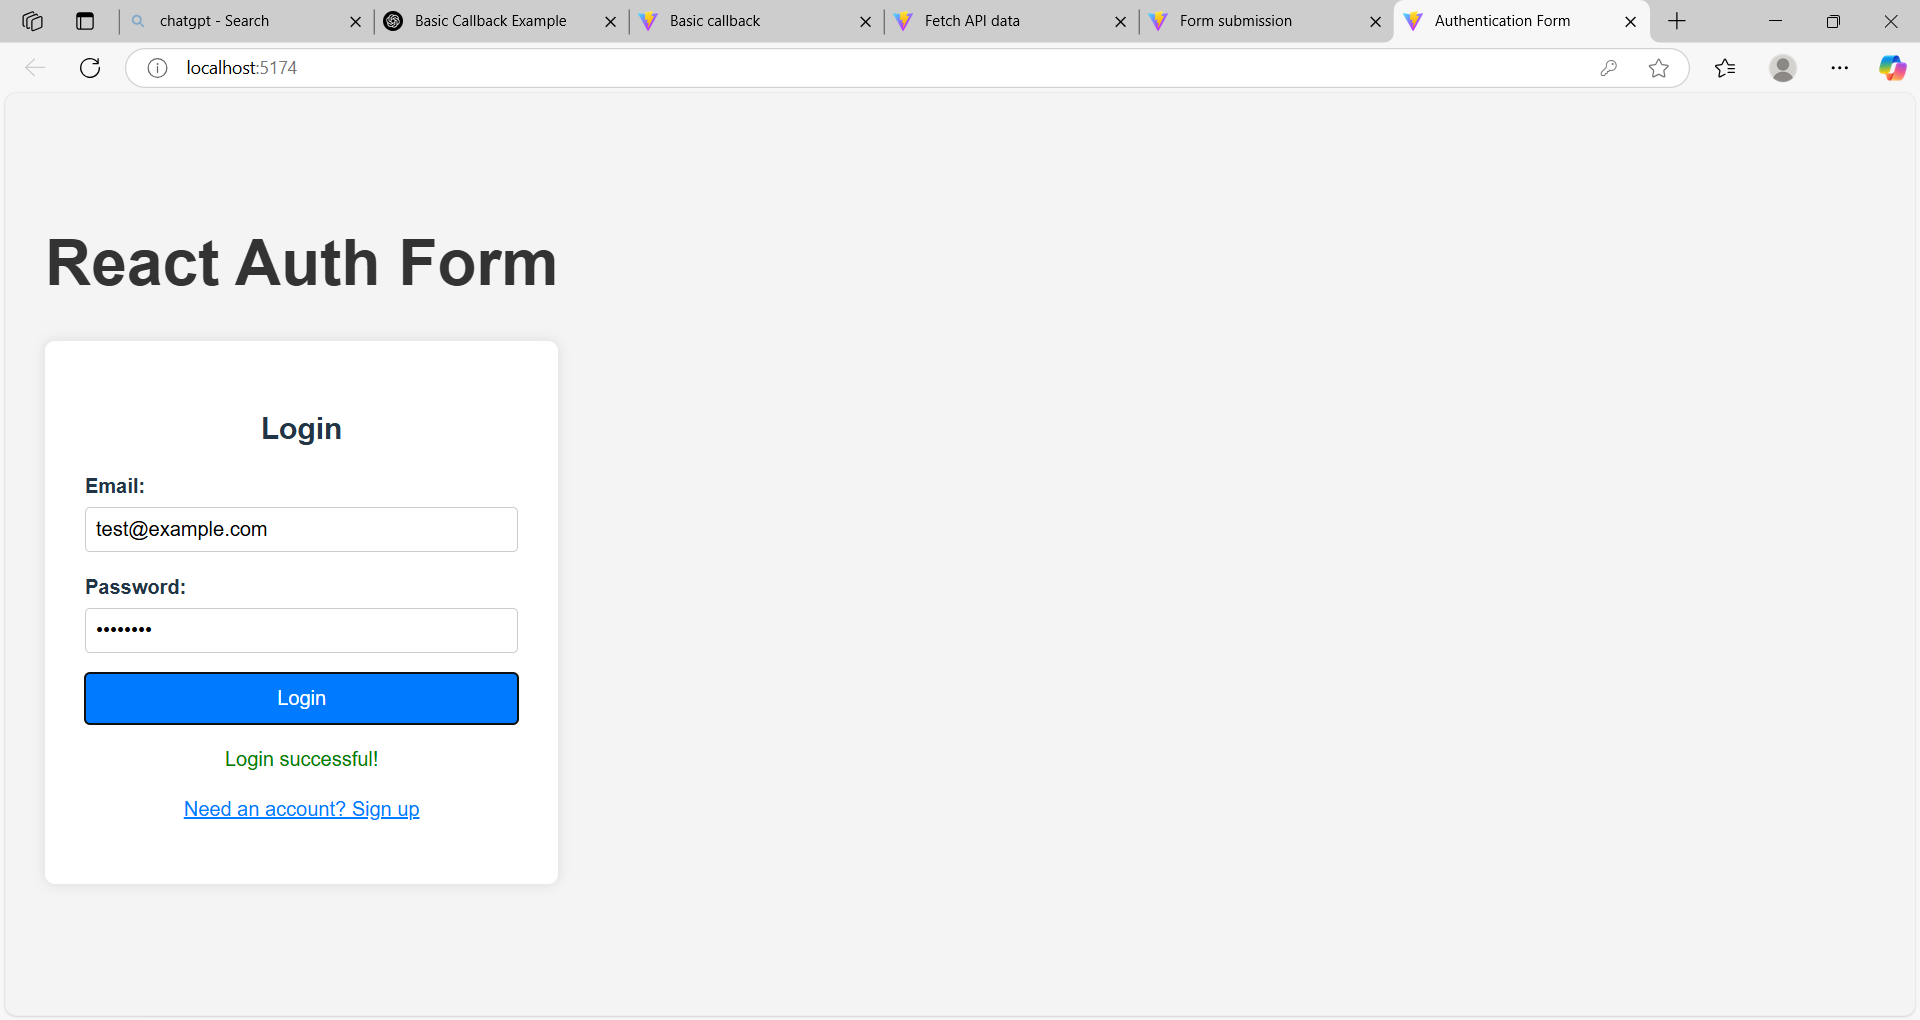 chatgpt - Search
Basic Callback Example
Basic callback
Fetch API data
Form submission
Authentication Form
localhost:5174
React Auth Form
Login
Email:
test@example.com
Password:
••••••••
Login
Login successful!
Need an account? Sign up